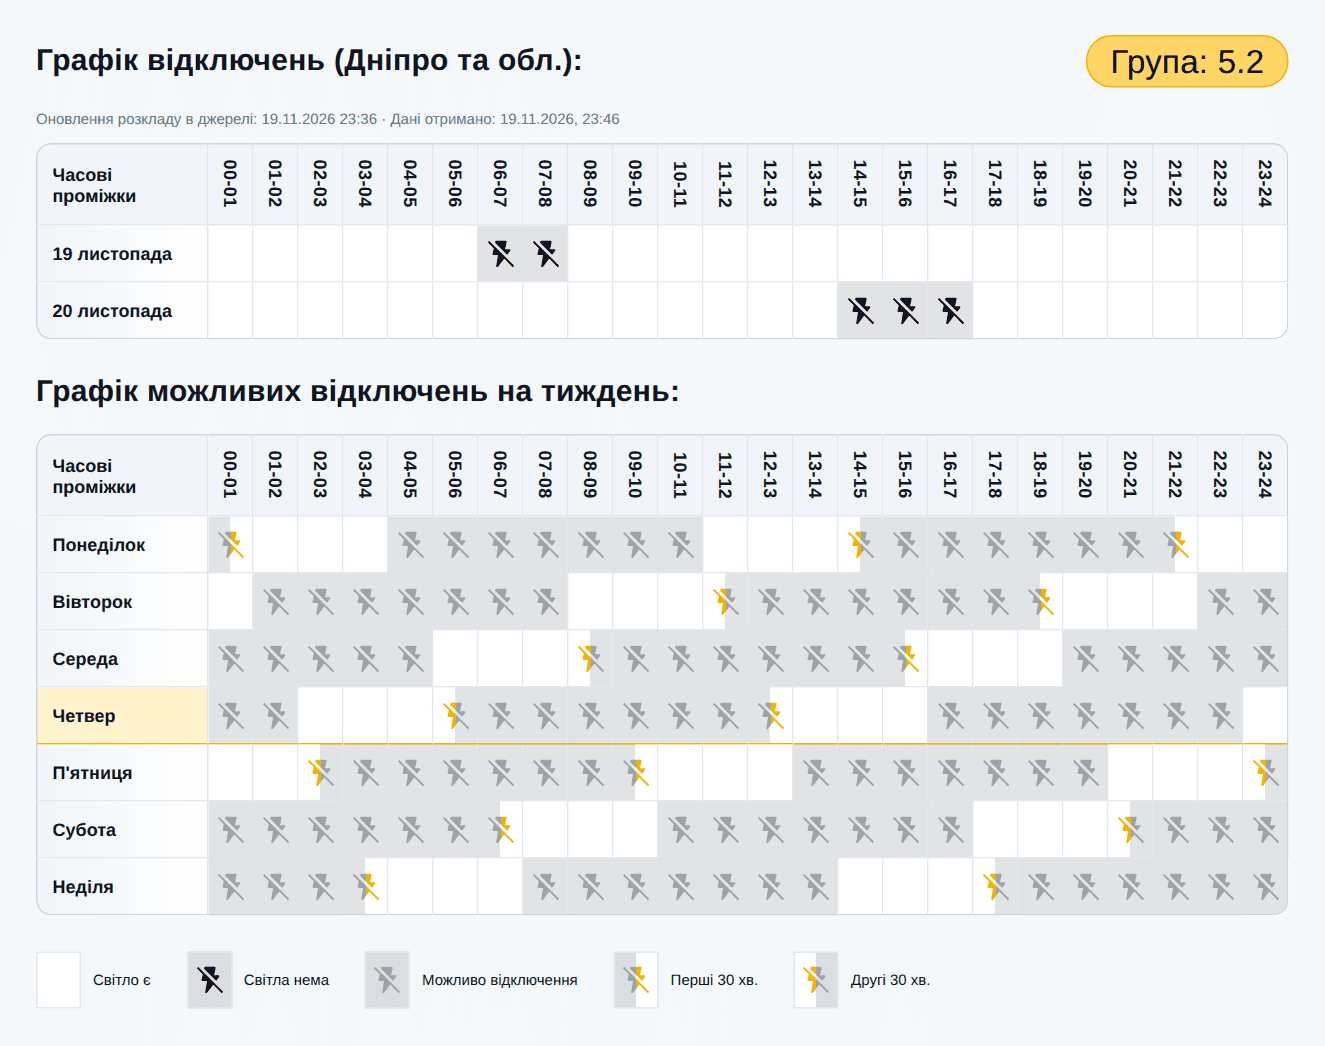 Графік відключень (Дніпро та обл.):
Група: 5.2
Оновлення розкладу в джерелі: 19.11.2026 23:36 · Дані отримано: 19.11.2026, 23:46
Часові проміжки 00-01 01-02 02-03 03-04 04-05 05-06 06-07 07-08 08-09 09-10 10-11 11-12 12-13 13-14 14-15 15-16 16-17 17-18 18-19 19-20 20-21 21-22 22-23 23-24
19 листопада
20 листопада
Графік можливих відключень на тиждень:
Часові проміжки 00-01 01-02 02-03 03-04 04-05 05-06 06-07 07-08 08-09 09-10 10-11 11-12 12-13 13-14 14-15 15-16 16-17 17-18 18-19 19-20 20-21 21-22 22-23 23-24
Понеділок
Вівторок
Середа
Четвер
П'ятниця
Субота
Неділя
Світло є Світла нема Можливо відключення Перші 30 хв. Другі 30 хв.